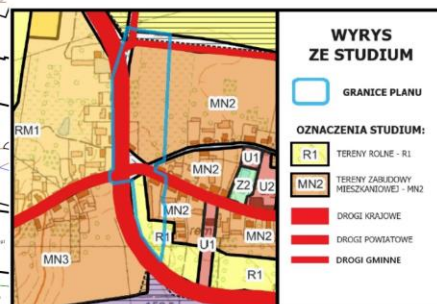 WYRYS
ZE STUDIUM
GRANICE PLANU
OZNACZENIA STUDIUM:
R1 TERENY ROLNE - R1
MN2 TERENY ZABUDOWY
MIESZKANIOWEJ - MN2
DROGI KRAJOWE
DROGI POWIATOWE
DROGI GMINNE
MN2
RM1
U1
MN2
Z2
U2
MN2
R1
U1
MN2
MN3
R1